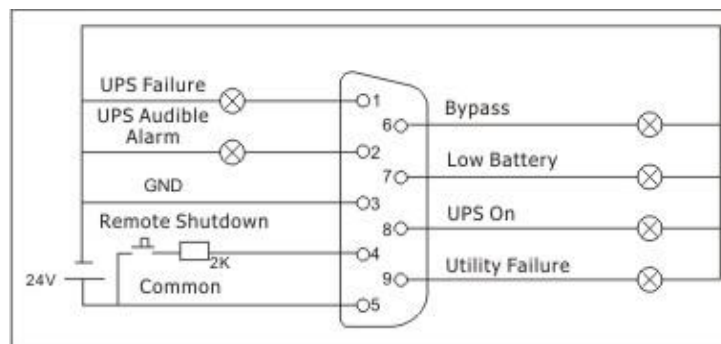 UPS Failure
1
UPS Audible
Alarm
2
GND
3
Remote Shutdown
2K
4
24V
Common
5
6
Bypass
7
Low Battery
8
UPS On
9
Utility Failure